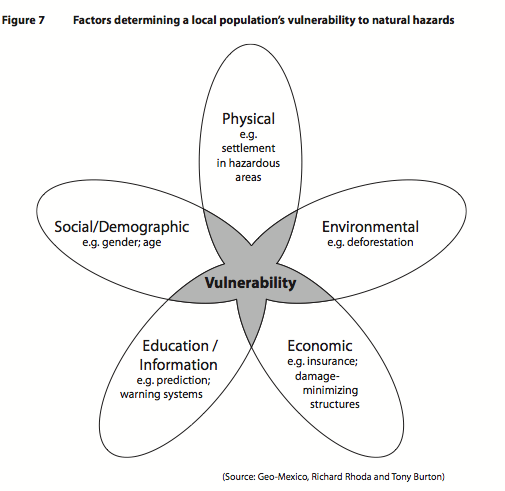 Figure 7 Factors determining a local population's vulnerability to natural hazards
Physical
e.g.
settlement
in hazardous
areas
Social/Demographic
e.g. gender; age
Environmental
e.g. deforestation
Vulnerability
Education /
Information
e.g. prediction;
warning systems
Economic
e.g. insurance;
damage-
minimizing
structures
(Source: Geo-Mexico, Richard Rhoda and Tony Burton)